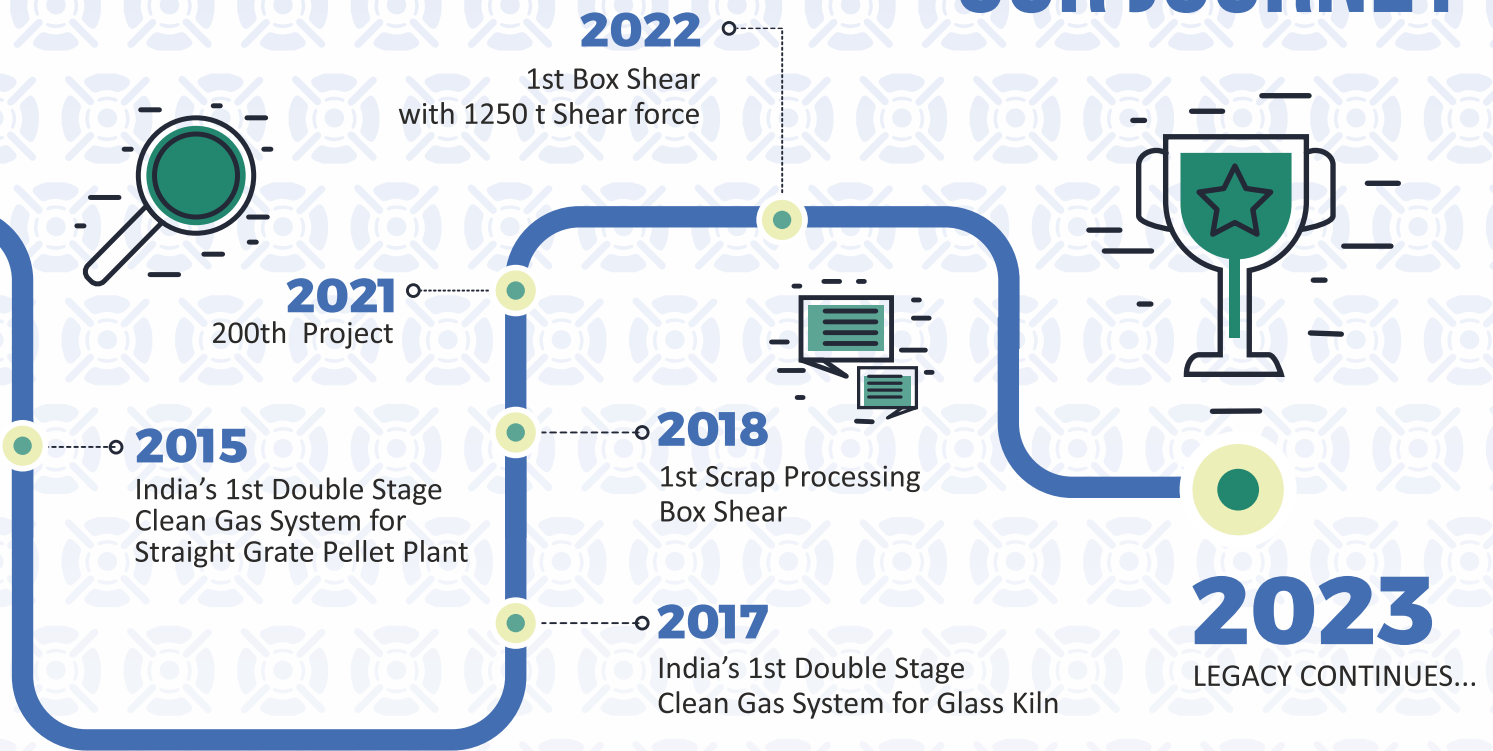 OUR JOURNEY
2022
1st Box Shear
with 1250 t Shear force
2021
200th Project
2015
India's 1st Double Stage
Clean Gas System for
Straight Grate Pellet Plant
2018
1st Scrap Processing
Box Shear
2017
India's 1st Double Stage
Clean Gas System for Glass Kiln
2023
LEGACY CONTINUES...